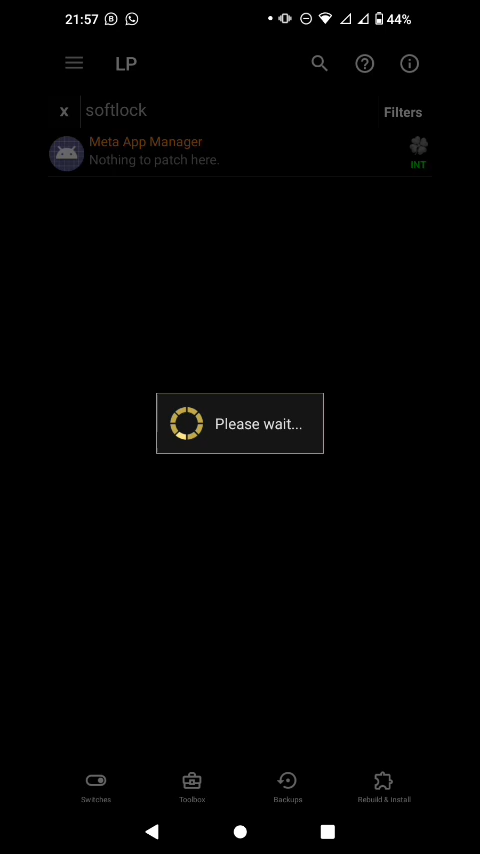 21:57 44%
LP
x softlock Filters
Meta App Manager
Nothing to patch here.
INT
Please wait...
Switches Toolbox Backups Rebuild & Install